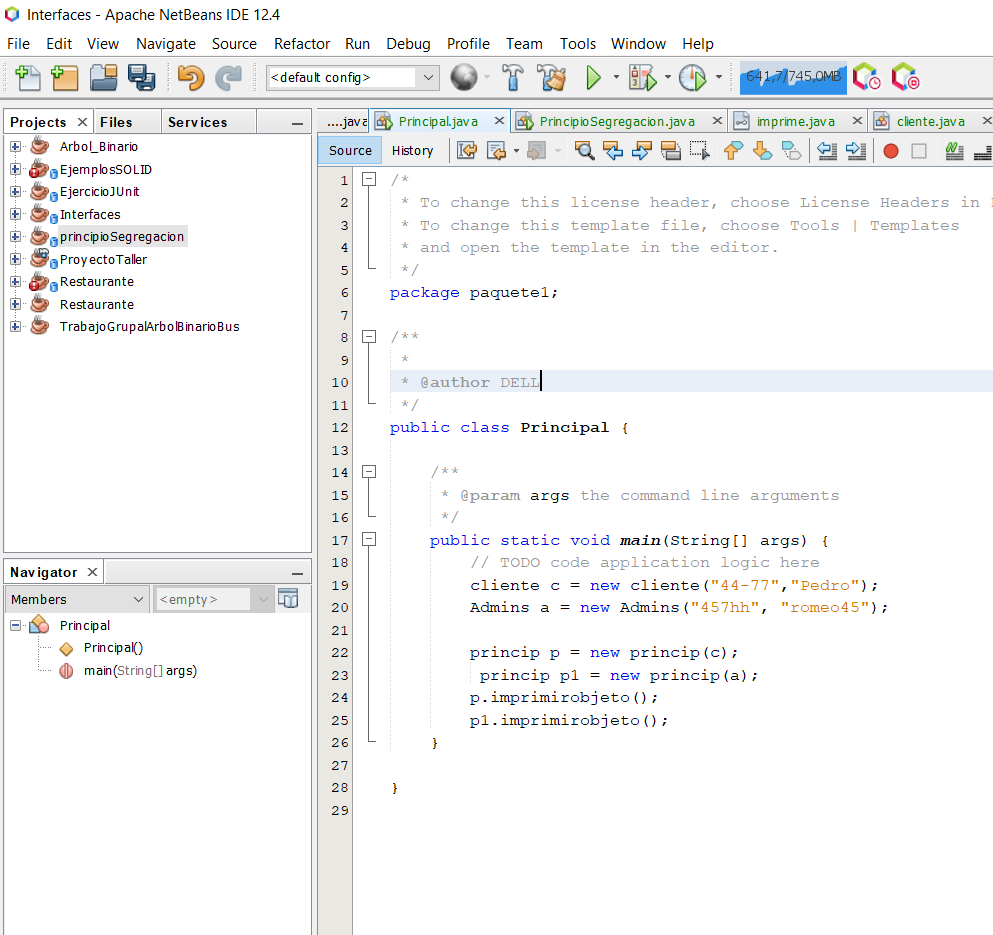 Interfaces - Apache NetBeans IDE 12.4
File Edit View Navigate Source Refactor Run Debug Profile Team Tools Window Help
<default config> 641,7/745,0MB
Projects Files Services
....java Principal.java PrincipioSegregacion.java imprime.java cliente.java
Source History
Arbol_Binario
EjemplosSOLID
EjercicioJUnit
Interfaces
principioSegregacion
ProyectoTaller
Restaurante
Restaurante
TrabajoGrupalArbolBinarioBus
Navigator
Members <empty>
Principal
Principal()
main(String[] args)
1 /*
2 * To change this license header, choose License Headers in
3 * To change this template file, choose Tools | Templates
4 * and open the template in the editor.
5 */
6 package paquete1;
7
8 /**
9 *
10 * @author DELL
11 */
12 public class Principal {
13
14 /**
15 * @param args the command line arguments
16 */
17 public static void main(String[] args) {
18 // TODO code application logic here
19 cliente c = new cliente("44-77","Pedro");
20 Admins a = new Admins("457hh", "romeo45");
21
22 princip p = new princip(c);
23 princip p1 = new princip(a);
24 p.imprimirobjeto();
25 p1.imprimirobjeto();
26 }
27
28 }
29